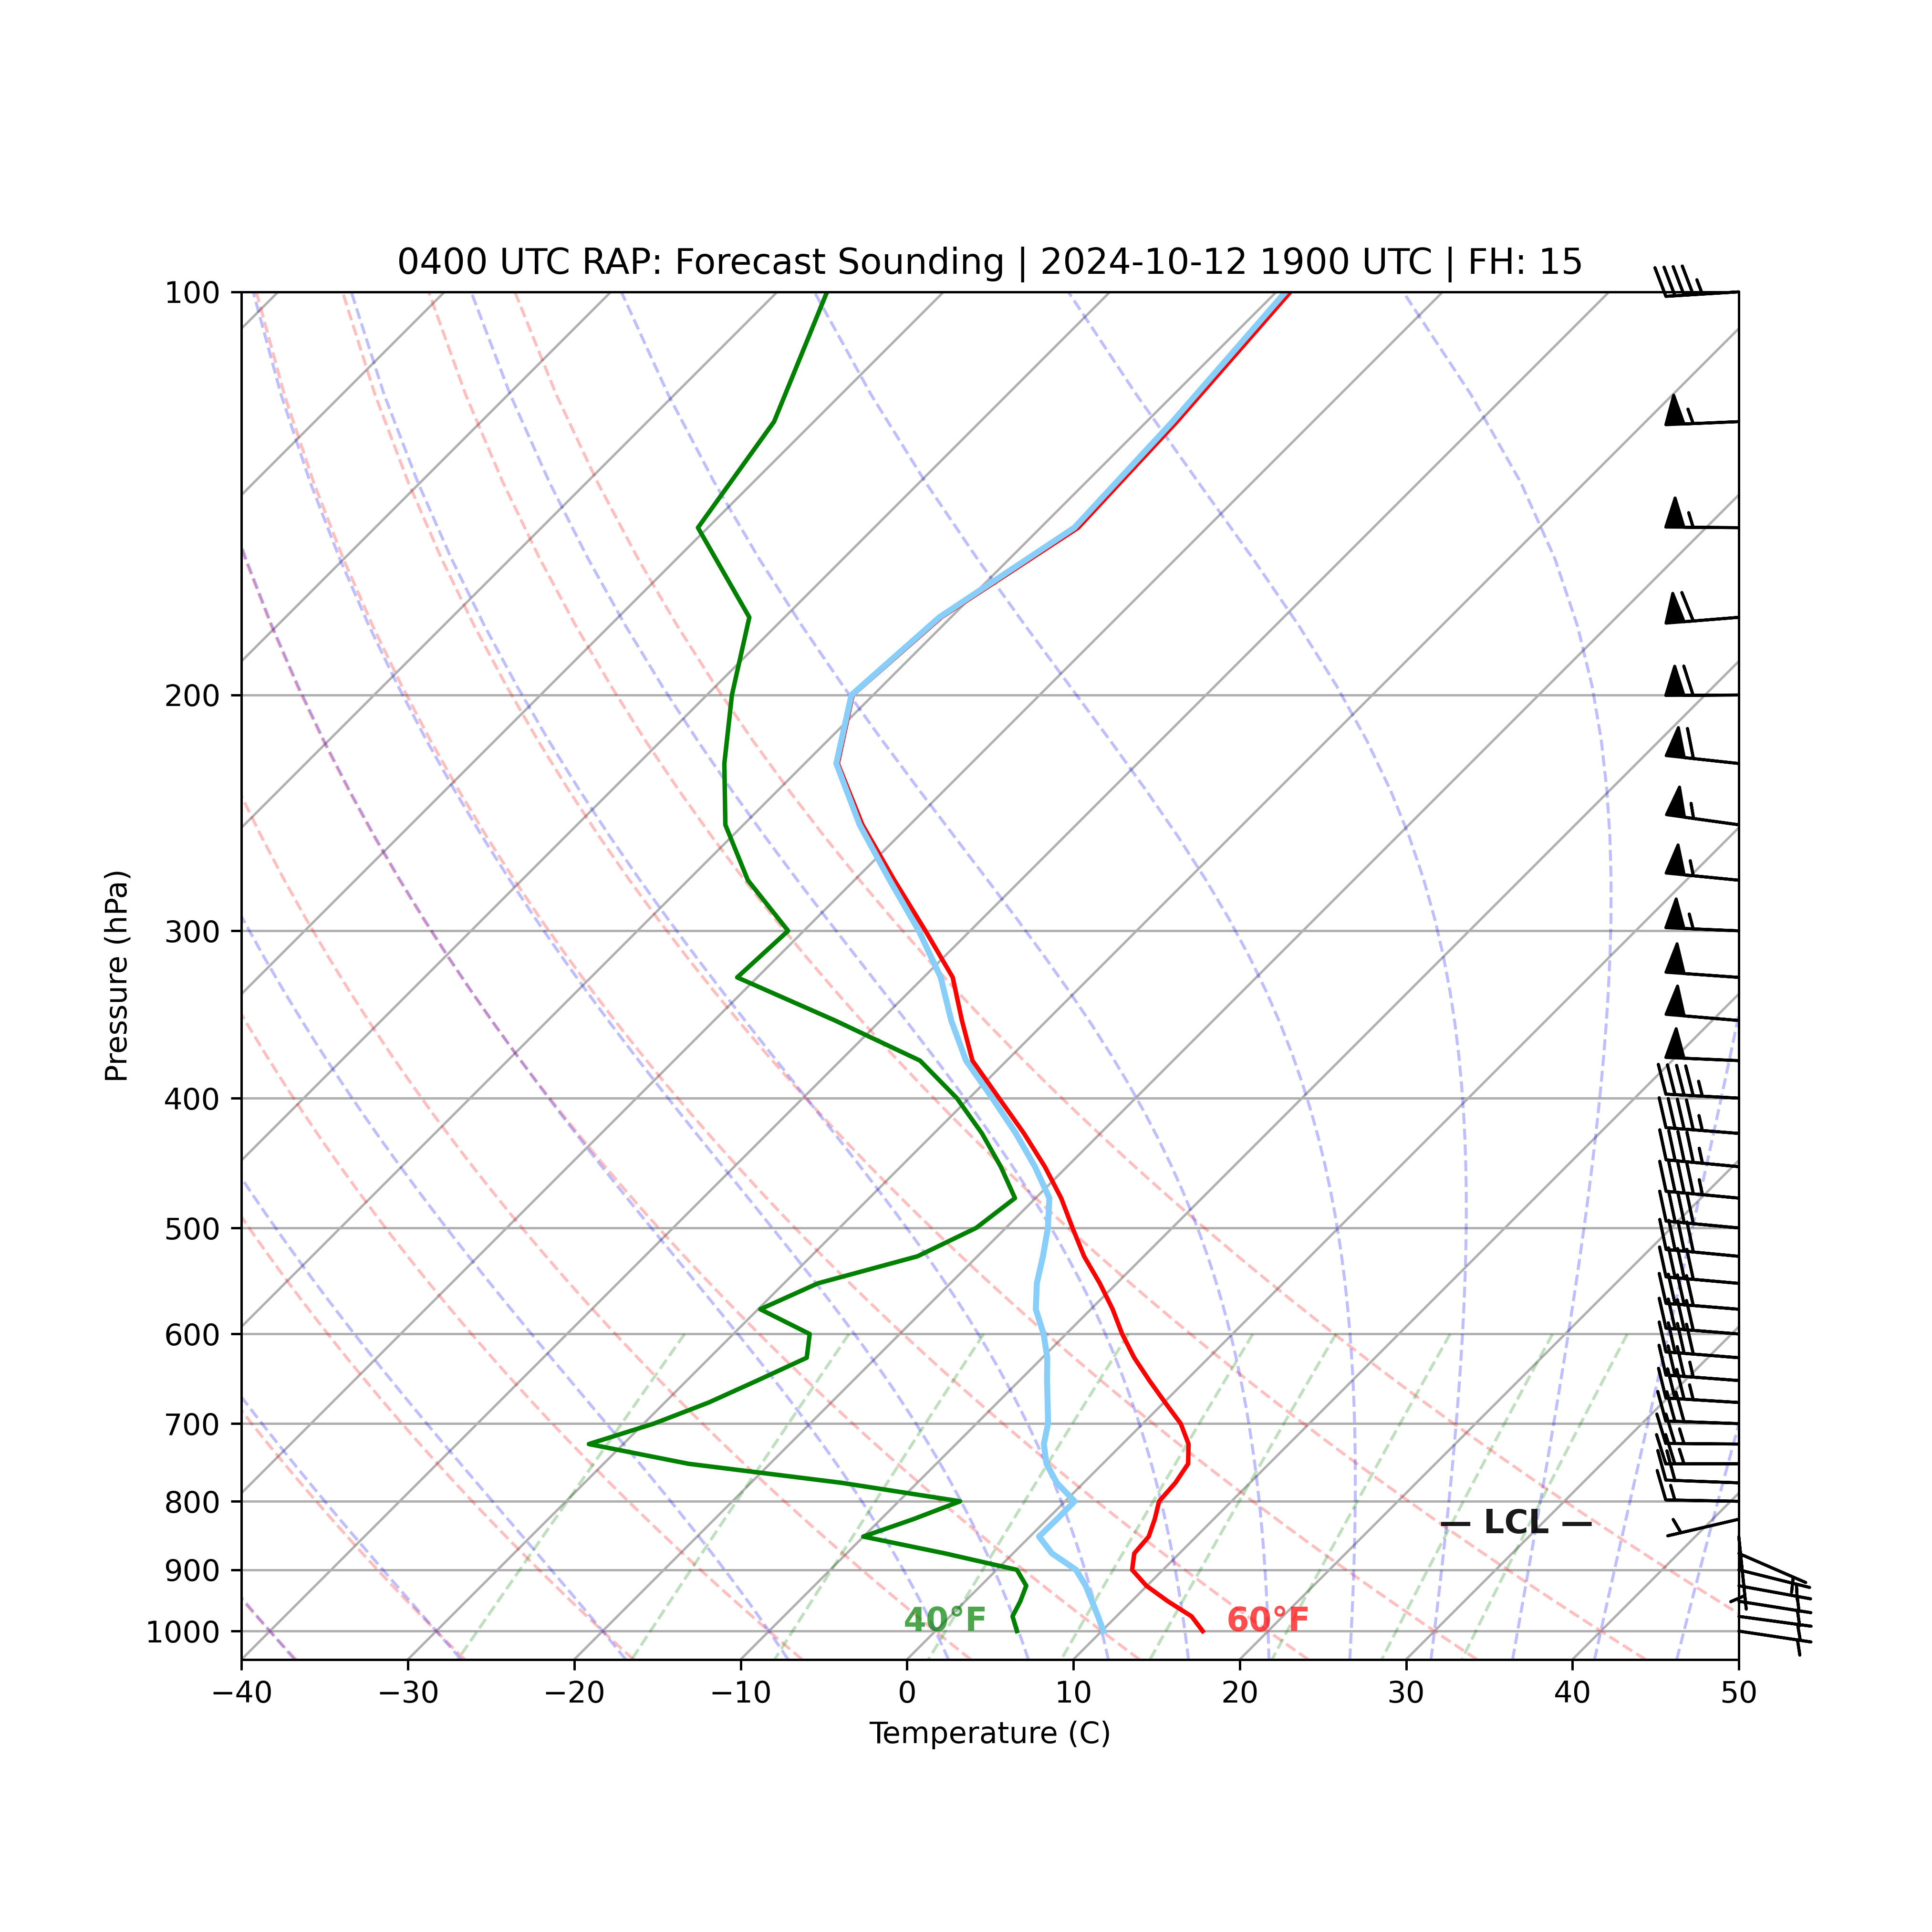 0400 UTC RAP: Forecast Sounding | 2024-10-12 1900 UTC | FH: 15
100
200
300
400
500
600
700
800
900
1000
Pressure (hPa)
— LCL —
40°F
60°F
−40 −30 −20 −10 0 10 20 30 40 50
Temperature (C)